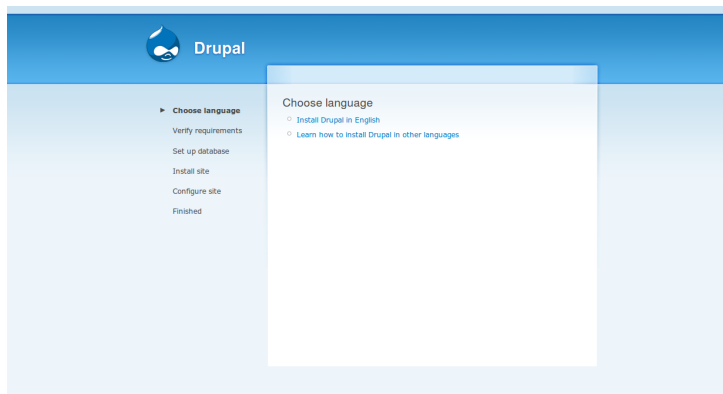 Drupal
Choose language
Verify requirements
Set up database
Install site
Configure site
Finished
Choose language
Install Drupal in English
Learn how to install Drupal in other languages